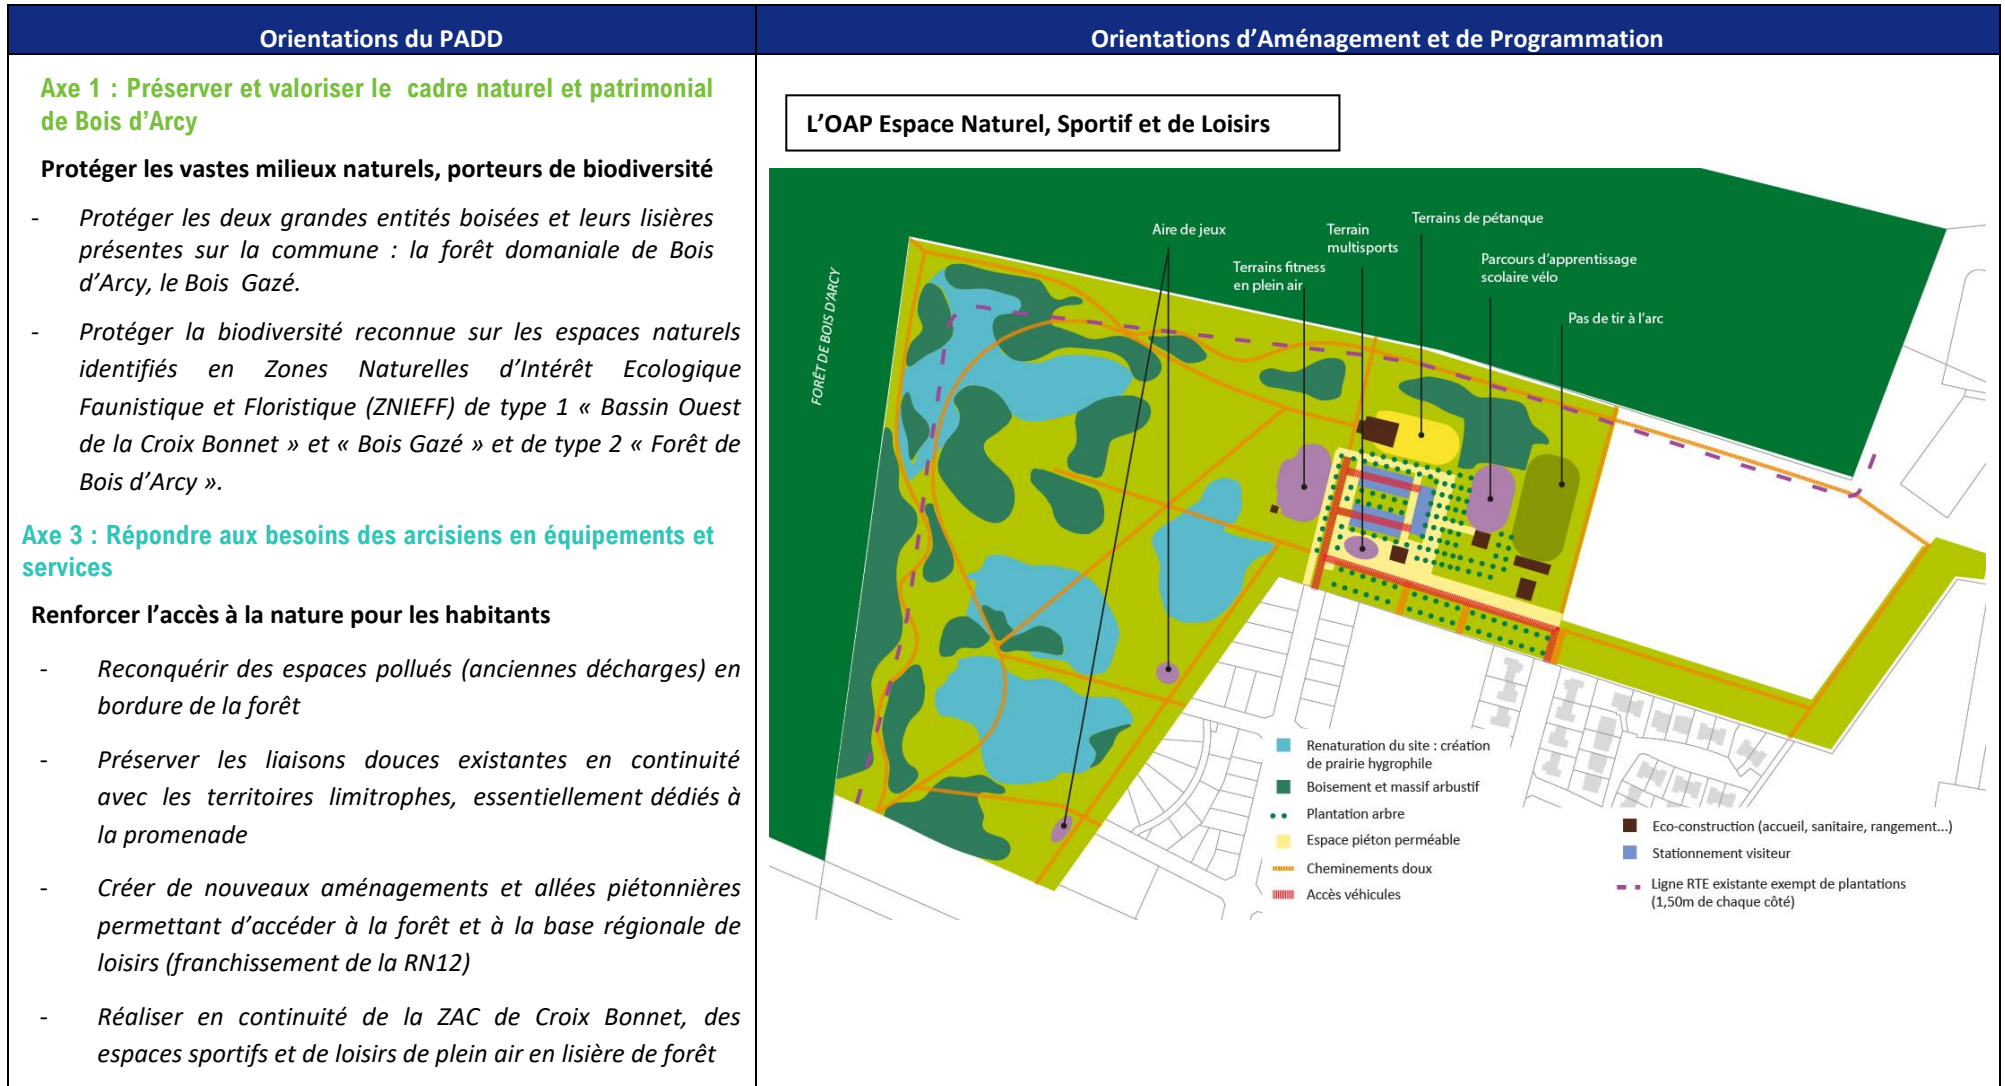 Orientations du PADD
Orientations d’Aménagement et de Programmation
Axe 1 : Préserver et valoriser le cadre naturel et patrimonial
de Bois d’Arcy
Protéger les vastes milieux naturels, porteurs de biodiversité
- Protéger les deux grandes entités boisées et leurs lisières
présentes sur la commune : la forêt domaniale de Bois
d’Arcy, le Bois Gazé.
- Protéger la biodiversité reconnue sur les espaces naturels
identifiés en Zones Naturelles d’Intérêt Ecologique
Faunistique et Floristique (ZNIEFF) de type 1 « Bassin Ouest
de la Croix Bonnet » et « Bois Gazé » et de type 2 « Forêt de
Bois d’Arcy ».
Axe 3 : Répondre aux besoins des arcisiens en équipements et
services
Renforcer l’accès à la nature pour les habitants
- Reconquérir des espaces pollués (anciennes décharges) en
bordure de la forêt
- Préserver les liaisons douces existantes en continuité
avec les territoires limitrophes, essentiellement dédiés à
la promenade
- Créer de nouveaux aménagements et allées piétonnières
permettant d’accéder à la forêt et à la base régionale de
loisirs (franchissement de la RN12)
- Réaliser en continuité de la ZAC de Croix Bonnet, des
espaces sportifs et de loisirs de plein air en lisière de forêt
L’OAP Espace Naturel, Sportif et de Loisirs
FORÊT DE BOIS D'ARCY
Aire de jeux
Terrains fitness
en plein air
Terrain
multisports
Terrains de pétanque
Parcours d’apprentissage
scolaire vélo
Pas de tir à l’arc
Renaturation du site : création
de prairie hygrophile
Boisement et massif arbustif
Plantation arbre
Espace piéton perméable
Cheminements doux
Accès véhicules
Eco-construction (accueil, sanitaire, rangement...)
Stationnement visiteur
Ligne RTE existante exempt de plantations
(1,50m de chaque côté)